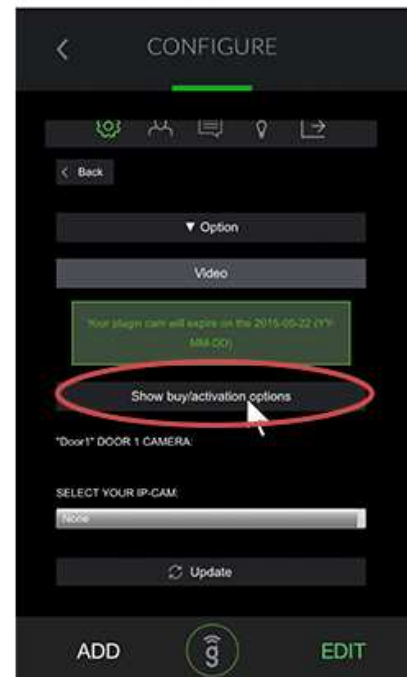 CONFIGURE
< Back
▼ Option
Video
Your plugin cam will expire on the 2015-05-22 (YY-
MM-DD)
Show buy/activation options
"Door1" DOOR 1 CAMERA:
SELECT YOUR IP-CAM:
None
Update
ADD
g
EDIT